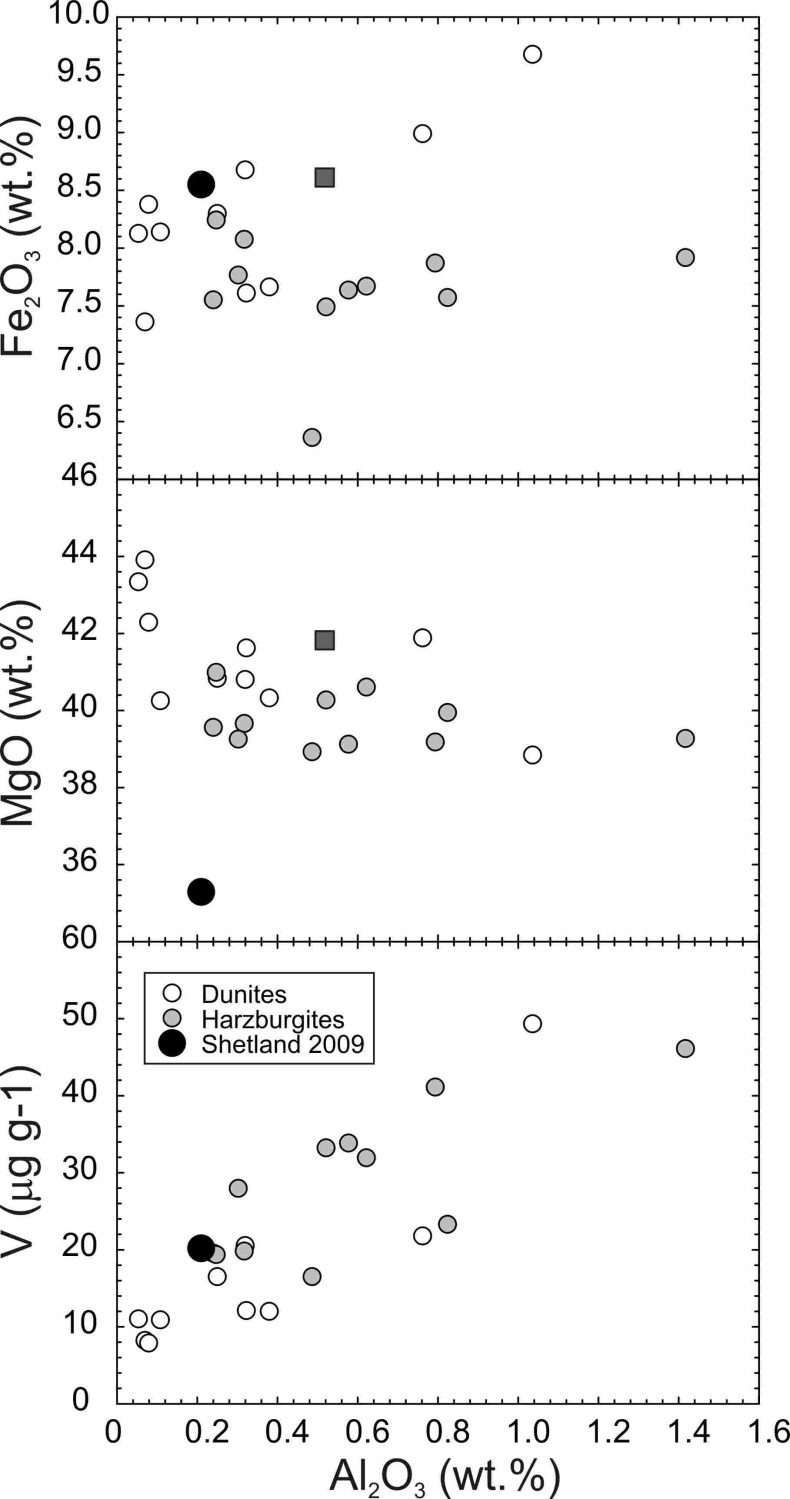 10.0
9.5
9.0
8.5
8.0
7.5
7.0
6.5
Fe₂O₃ (wt.%)
46
44
42
40
38
36
MgO (wt.%)
60
50
40
30
20
10
0
V (μg g-1)
Dunites
Harzburgites
Shetland 2009
0 0.2 0.4 0.6 0.8 1.0 1.2 1.4 1.6
Al₂O₃ (wt.%)